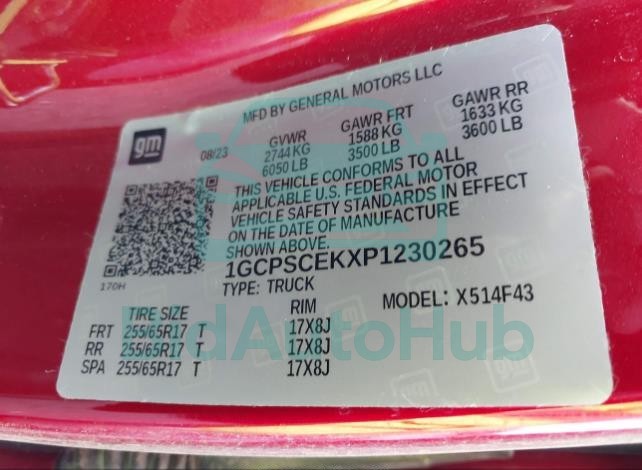 MFD BY GENERAL MOTORS LLC
gm
08/23
GVWR GAWR FRT GAWR RR
2744 KG 1588 KG 1633 KG
6050 LB 3500 LB 3600 LB
THIS VEHICLE CONFORMS TO ALL
APPLICABLE U.S. FEDERAL MOTOR
VEHICLE SAFETY STANDARDS IN EFFECT
ON THE DATE OF MANUFACTURE
SHOWN ABOVE.
170H
1GCPSCEKXP1230265
TYPE: TRUCK
MODEL: X514F43
TIRE SIZE RIM
FRT 255/65R17 T 17X8J
RR 255/65R17 T 17X8J
SPA 255/65R17 T 17X8J
BidAutoHub